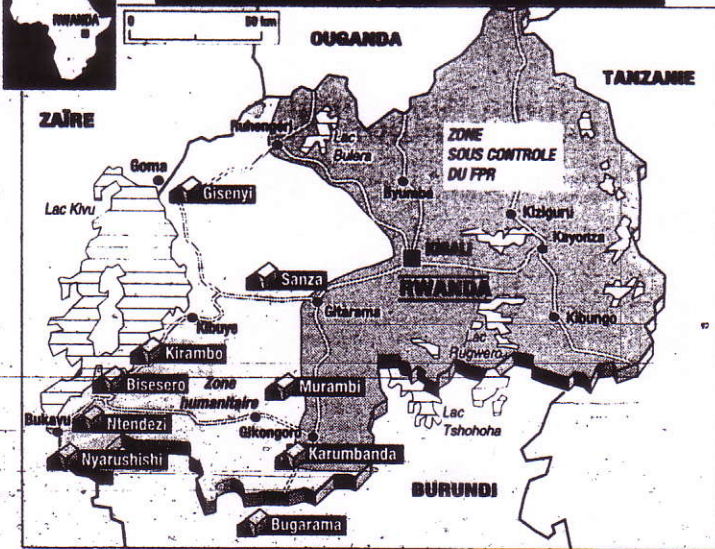 RWANDA
0 50 km
OUGANDA
TANZANIE
ZAÏRE
Ruhengeri
Lac
Bulera
ZONE
SOUS CONTROLE
DU FPR
Goma
Gisenyi
Lac Kivu
Kiziguru
Kayonza
KIGALI
Sanza
RWANDA
Gitarama
Kibuye
Kibungo
Lac
Rugwero
Kirambo
Bisesero
Zone
humanitaire
Murambi
Bukavu
Ntendezi
Gikongoro
Lac
Tshohoha
Nyarushishi
Karumbanda
BURUNDI
Bugarama